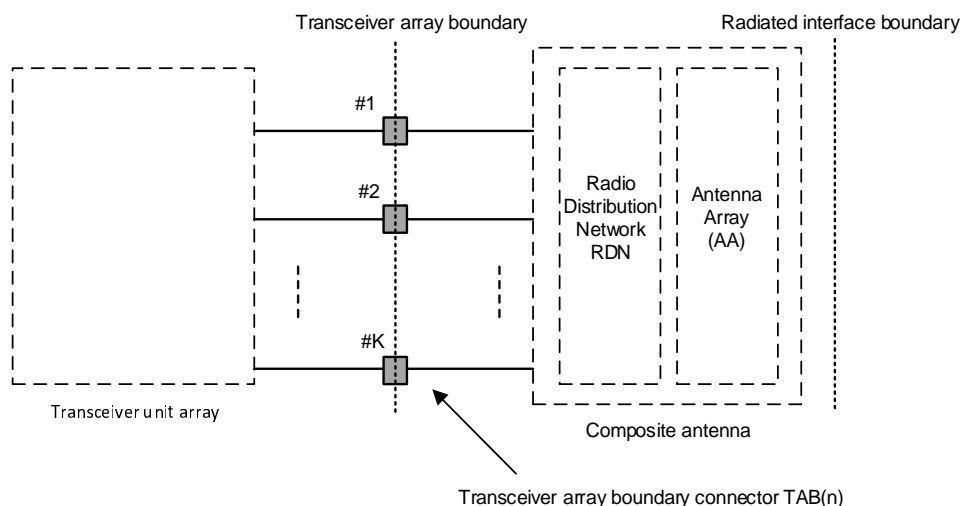 Transceiver array boundary
Radiated interface boundary
#1
#2
#K
Radio
Distribution
Network
RDN
Antenna
Array
(AA)
Transceiver unit array
Composite antenna
Transceiver array boundary connector TAB(n)